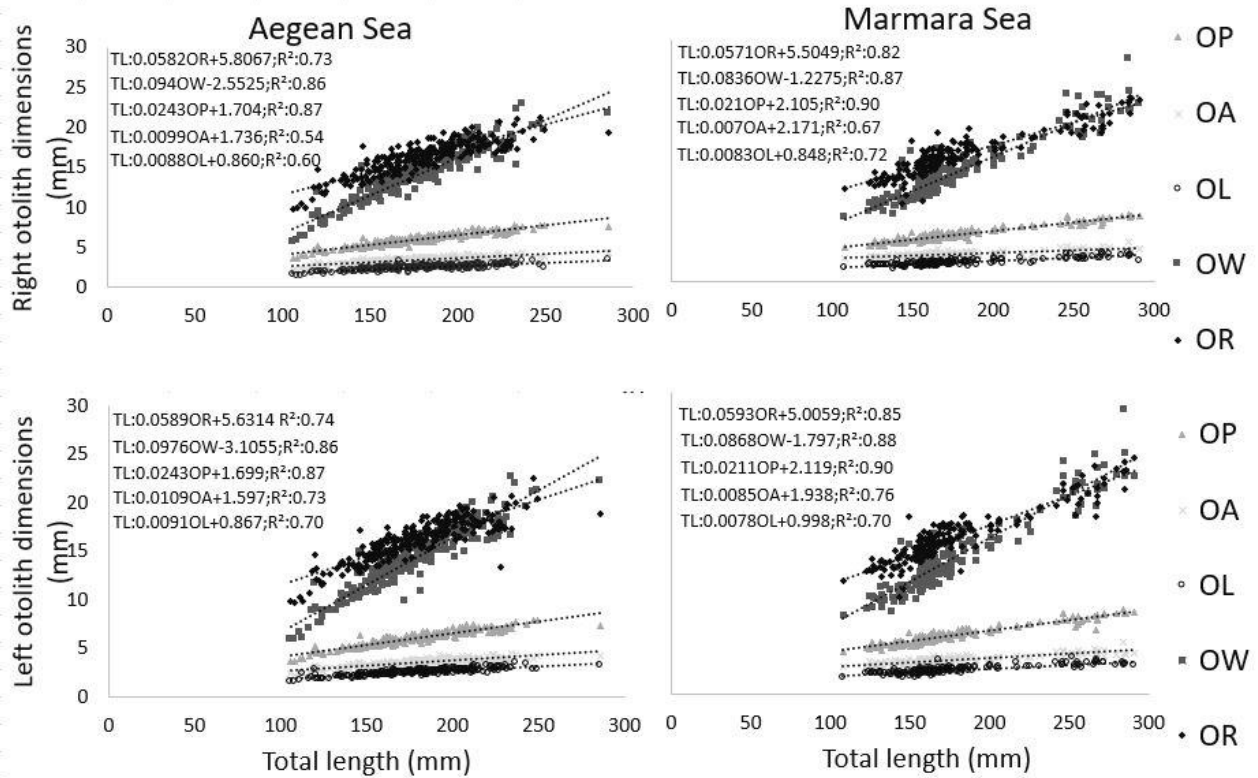 Aegean Sea
Marmara Sea
Right otolith dimensions
(mm)
30
25
20
15
10
5
0
TL:0.0582OR+5.8067;R²:0.73
TL:0.094OW-2.5525;R²:0.86
TL:0.0243OP+1.704;R²:0.87
TL:0.0099OA+1.736;R²:0.54
TL:0.0088OL+0.860;R²:0.60
0 50 100 150 200 250 300
TL:0.0571OR+5.5049;R²:0.82
TL:0.0836OW-1.2275;R²:0.87
TL:0.021OP+2.105;R²:0.90
TL:0.007OA+2.171;R²:0.67
TL:0.0083OL+0.848;R²:0.72
0 50 100 150 200 250 300
OP
OA
OL
OW
OR
Left otolith dimensions
(mm)
30
25
20
15
10
5
0
TL:0.0589OR+5.6314 R²:0.74
TL:0.0976OW-3.1055;R²:0.86
TL:0.0243OP+1.699;R²:0.87
TL:0.0109OA+1.597;R²:0.73
TL:0.0091OL+0.867;R²:0.70
0 50 100 150 200 250 300
Total length (mm)
TL:0.0593OR+5.0059;R²:0.85
TL:0.0868OW-1.797;R²:0.88
TL:0.0211OP+2.119;R²:0.90
TL:0.0085OA+1.938;R²:0.76
TL:0.0078OL+0.998;R²:0.70
0 50 100 150 200 250 300
Total length (mm)
OP
OA
OL
OW
OR